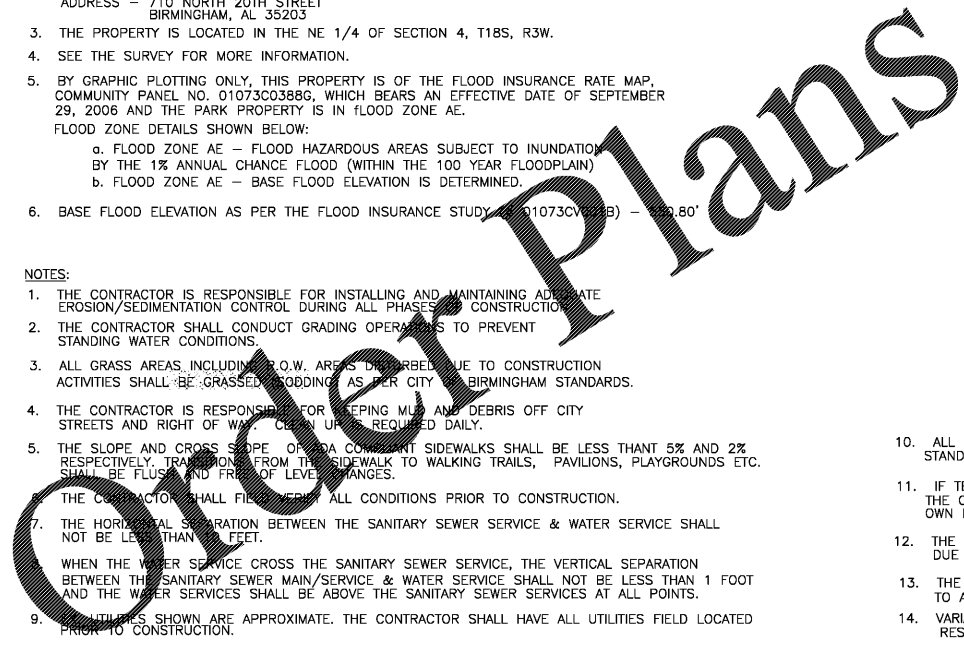 ADDRESS – 710 NORTH 20TH STREET
BIRMINGHAM, AL 35203
3. THE PROPERTY IS LOCATED IN THE NE 1/4 OF SECTION 4, T18S, R3W.
4. SEE THE SURVEY FOR MORE INFORMATION.
5. BY GRAPHIC PLOTTING ONLY, THIS PROPERTY IS OF THE FLOOD INSURANCE RATE MAP,
COMMUNITY PANEL NO. 01073C0388G, WHICH BEARS AN EFFECTIVE DATE OF SEPTEMBER
29, 2006 AND THE PARK PROPERTY IS IN fLOOD ZONE AE.
FLOOD ZONE DETAILS SHOWN BELOW:
a. FLOOD ZONE AE – FLOOD HAZARDOUS AREAS SUBJECT TO INUNDATION
BY THE 1% ANNUAL CHANCE FLOOD (WITHIN THE 100 YEAR FLOODPLAIN)
b. FLOOD ZONE AE – BASE FLOOD ELEVATION IS DETERMINED.
6. BASE FLOOD ELEVATION AS PER THE FLOOD INSURANCE STUDY
NOTES:
1. THE CONTRACTOR IS RESPONSIBLE FOR INSTALLING AND MAINTAINING ADEQUATE
EROSION/SEDIMENTATION CONTROL DURING ALL PHASES OF CONSTRUCTION
2. THE CONTRACTOR SHALL CONDUCT GRADING OPERATIONS TO PREVENT
STANDING WATER CONDITIONS.
3. ALL GRASS AREAS INCLUDING R.O.W. AREAS DISTURBED DUE TO CONSTRUCTION
ACTIVITIES SHALL BE GRASSED (SODDING) AS PER CITY OF BIRMINGHAM STANDARDS.
4. THE CONTRACTOR IS RESPONSIBLE FOR KEEPING MUD AND DEBRIS OFF CITY
STREETS AND RIGHT OF WAY. CLEAN UP IS REQUIRED DAILY.
5. THE SLOPE AND CROSS SLOPE OF ADA COMPLIANT SIDEWALKS SHALL BE LESS THANT 5% AND 2%
RESPECTIVELY. TRANSITIONS FROM THE SIDEWALK TO WALKING TRAILS, PAVILIONS, PLAYGROUNDS ETC.
SHALL BE FLUSH AND FREE OF LEVEL CHANGES.
6. THE CONTRACTOR SHALL FIELD VERIFY ALL CONDITIONS PRIOR TO CONSTRUCTION.
7. THE HORIZONTAL SEPARATION BETWEEN THE SANITARY SEWER SERVICE & WATER SERVICE SHALL
NOT BE LESS THAN 10 FEET.
8. WHEN THE WATER SERVICE CROSS THE SANITARY SEWER SERVICE, THE VERTICAL SEPARATION
BETWEEN THE SANITARY SEWER MAIN/SERVICE & WATER SERVICE SHALL NOT BE LESS THAN 1 FOOT
AND THE WATER SERVICES SHALL BE ABOVE THE SANITARY SEWER SERVICES AT ALL POINTS.
9. UTILITIES SHOWN ARE APPROXIMATE. THE CONTRACTOR SHALL HAVE ALL UTILITIES FIELD LOCATED
PRIOR TO CONSTRUCTION.
10. ALL
STAND
11. IF TE
THE C
OWN
12. THE
DUE
13. THE
TO A
14. VARI
RES
Order Plans